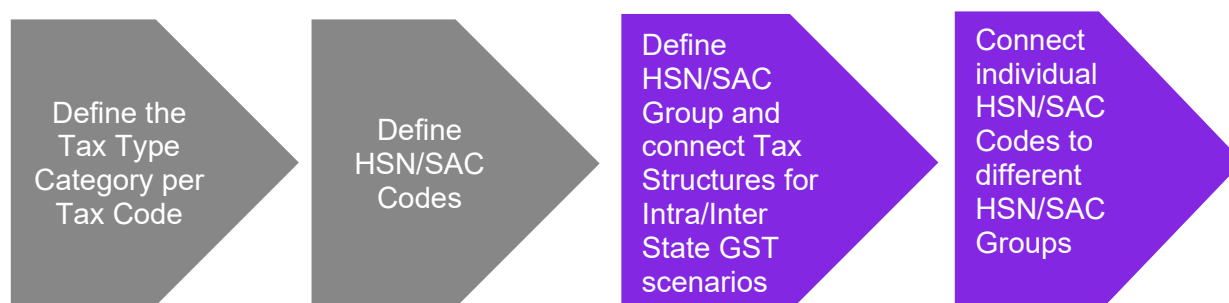 Define the
Tax Type
Category per
Tax Code
Define
HSN/SAC
Codes
Define
HSN/SAC
Group and
connect Tax
Structures for
Intra/Inter
State GST
scenarios
Connect
individual
HSN/SAC
Codes to
different
HSN/SAC
Groups